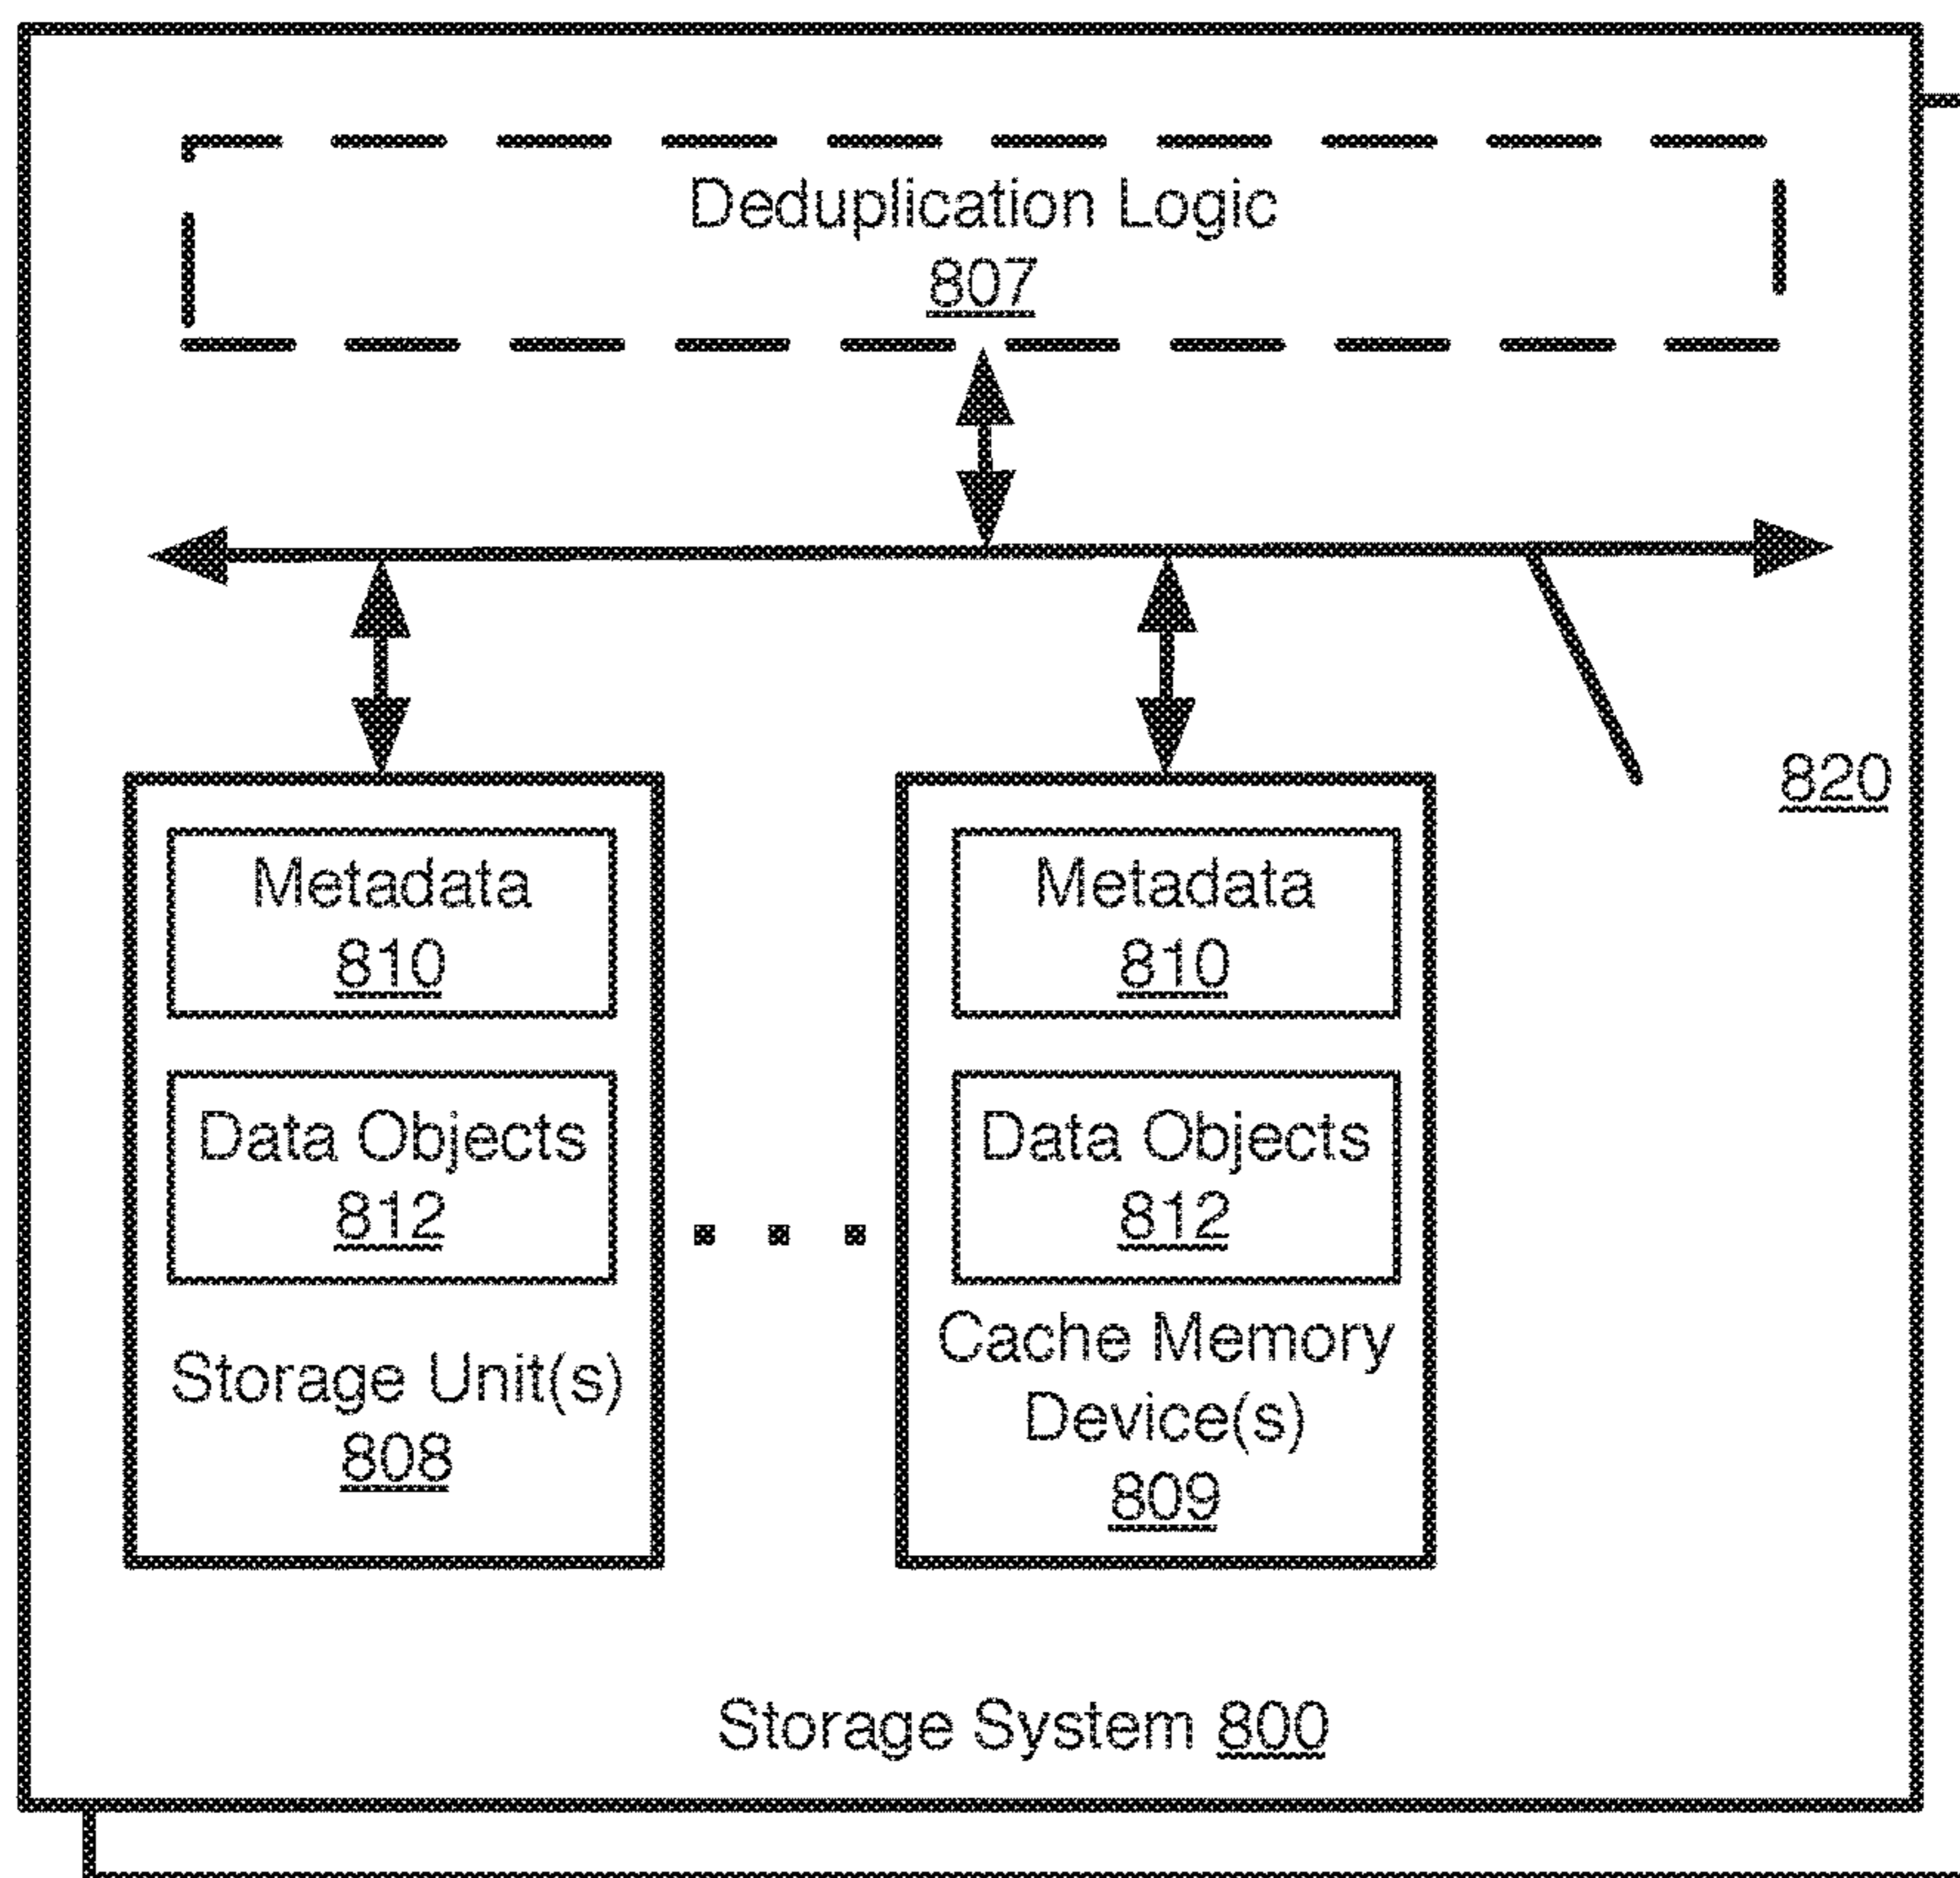 Deduplication Logic
807
820
Metadata
810
Data Objects
812
Storage Unit(s)
808
Metadata
810
Data Objects
812
Cache Memory
Device(s)
809
Storage System 800